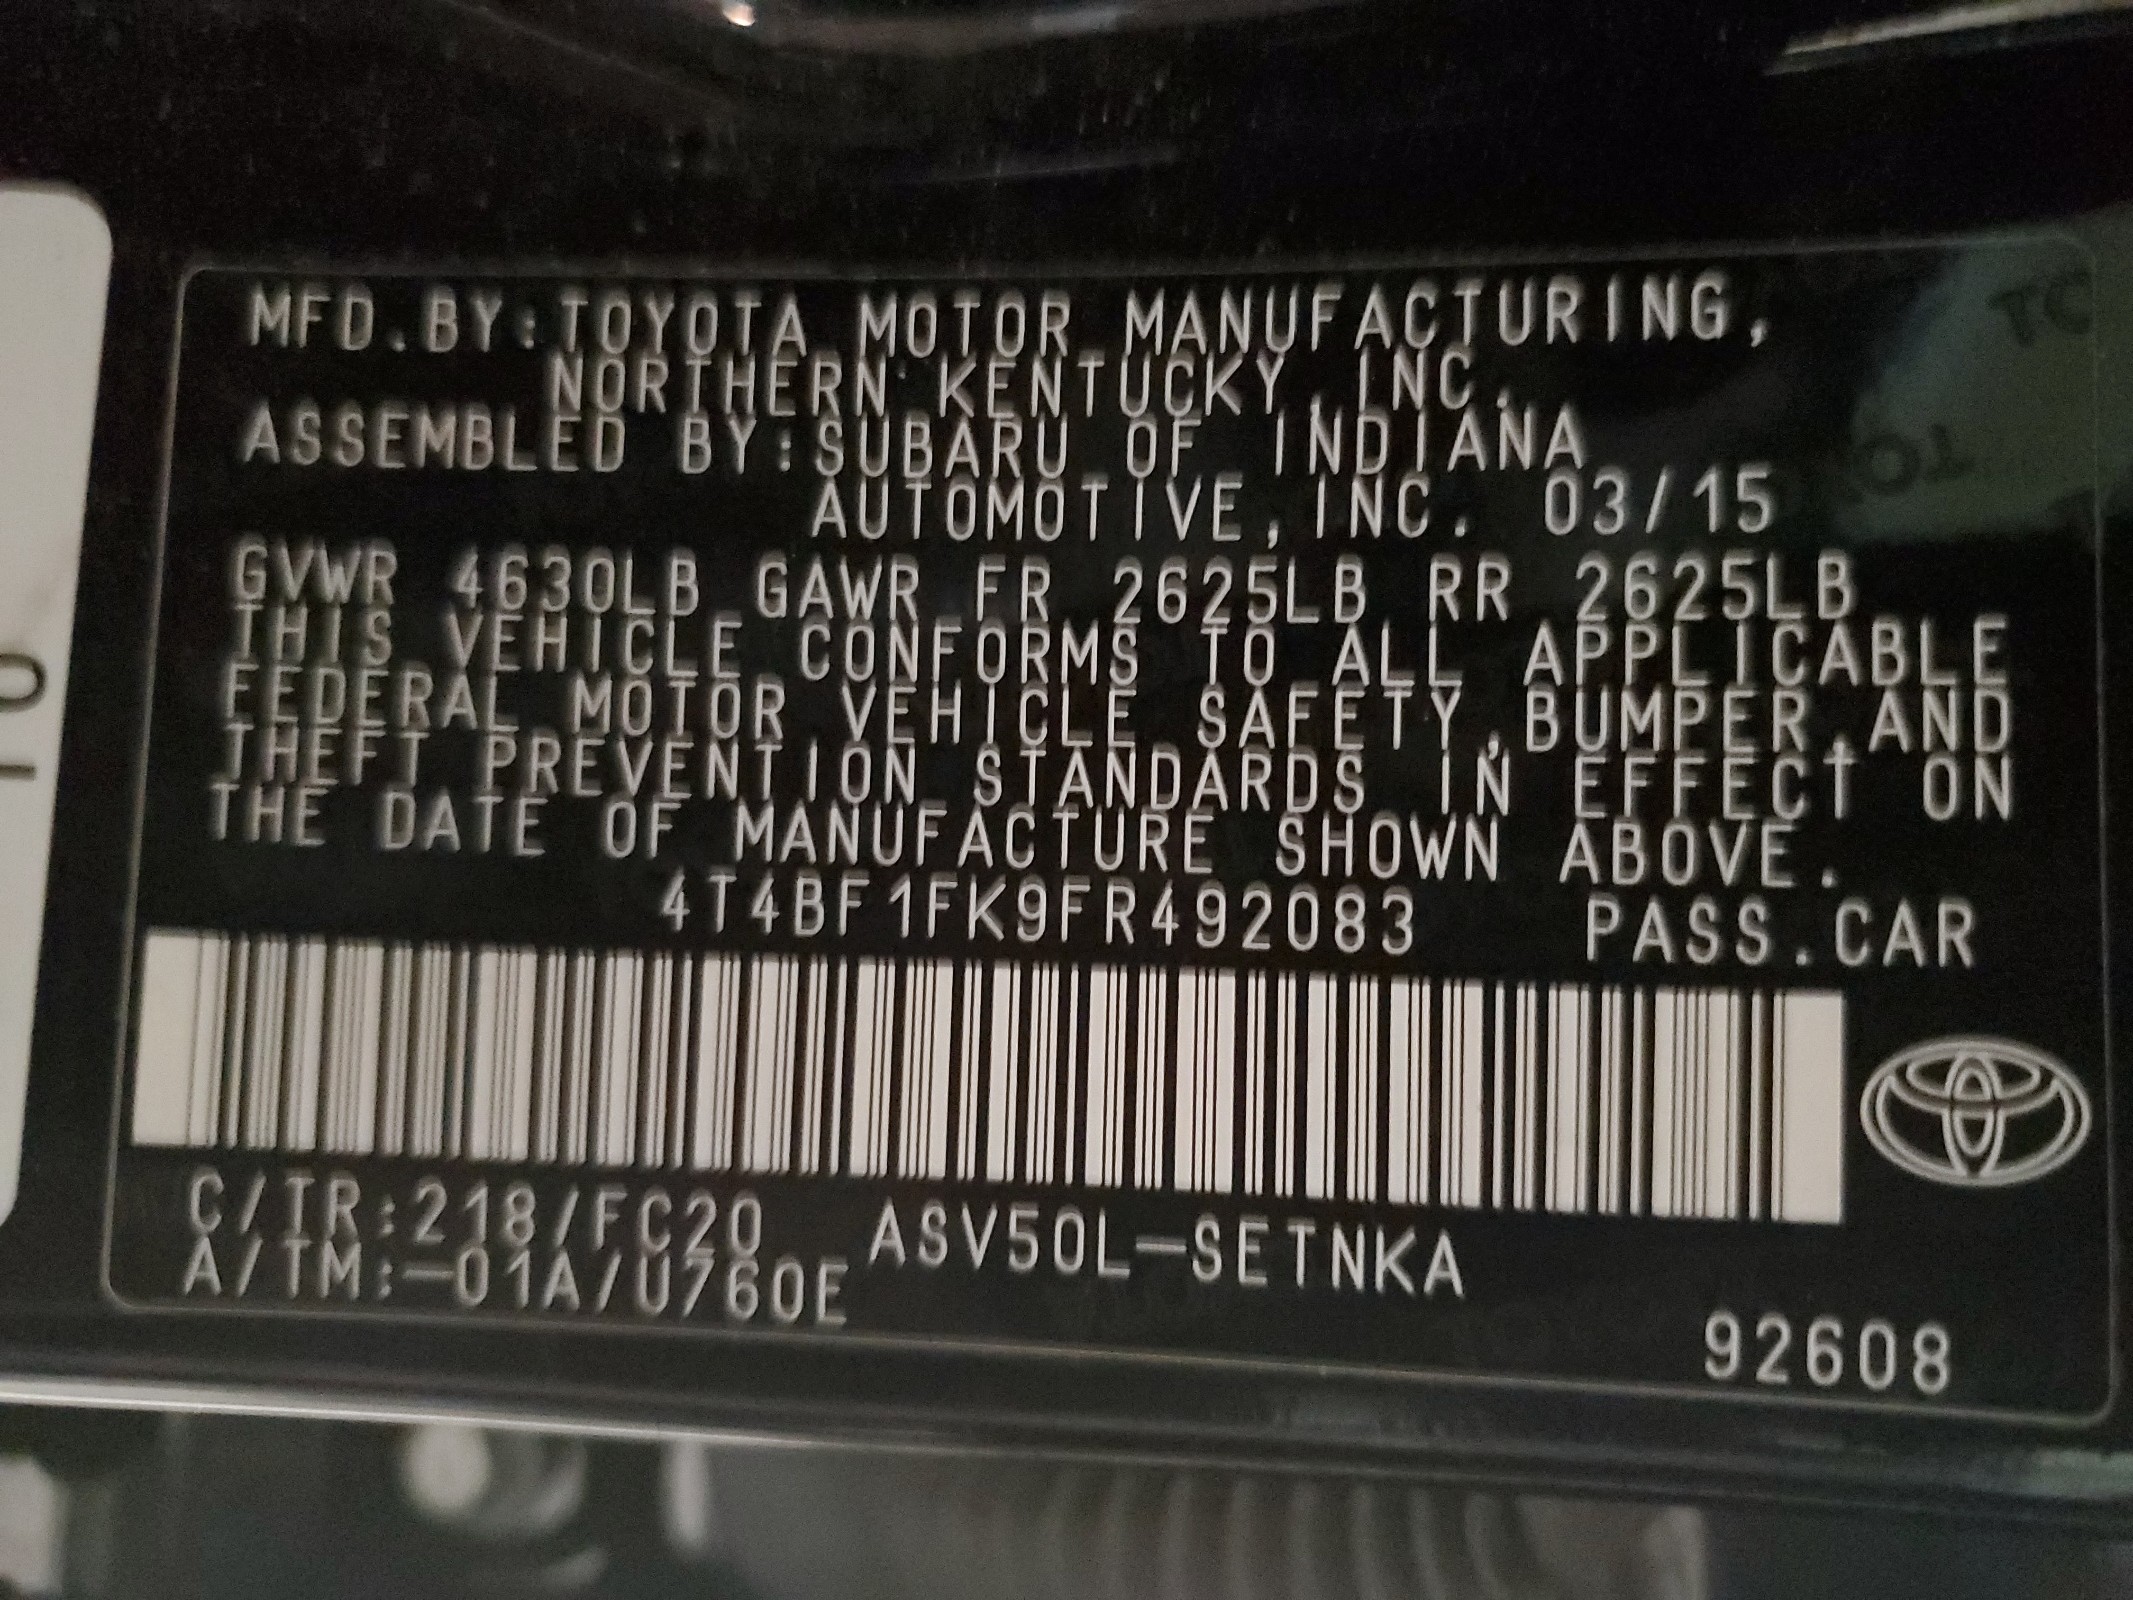 MFD.BY:TOYOTA MOTOR MANUFACTURING,
NORTHERN KENTUCKY,INC.
ASSEMBLED BY:SUBARU OF INDIANA
AUTOMOTIVE,INC. 03/15
GVWR 4630LB GAWR FR 2625LB RR 2625LB
THIS VEHICLE CONFORMS TO ALL APPLICABLE
FEDERAL MOTOR VEHICLE SAFETY,BUMPER,AND
THEFT PREVENTION STANDARDS IN EFFECT ON
THE DATE OF MANUFACTURE SHOWN ABOVE.
4T4BF1FK9FR492083 PASS.CAR
C/TR:218/FC20 ASV50L-SETNKA
A/TM:-01A/U760E
92608